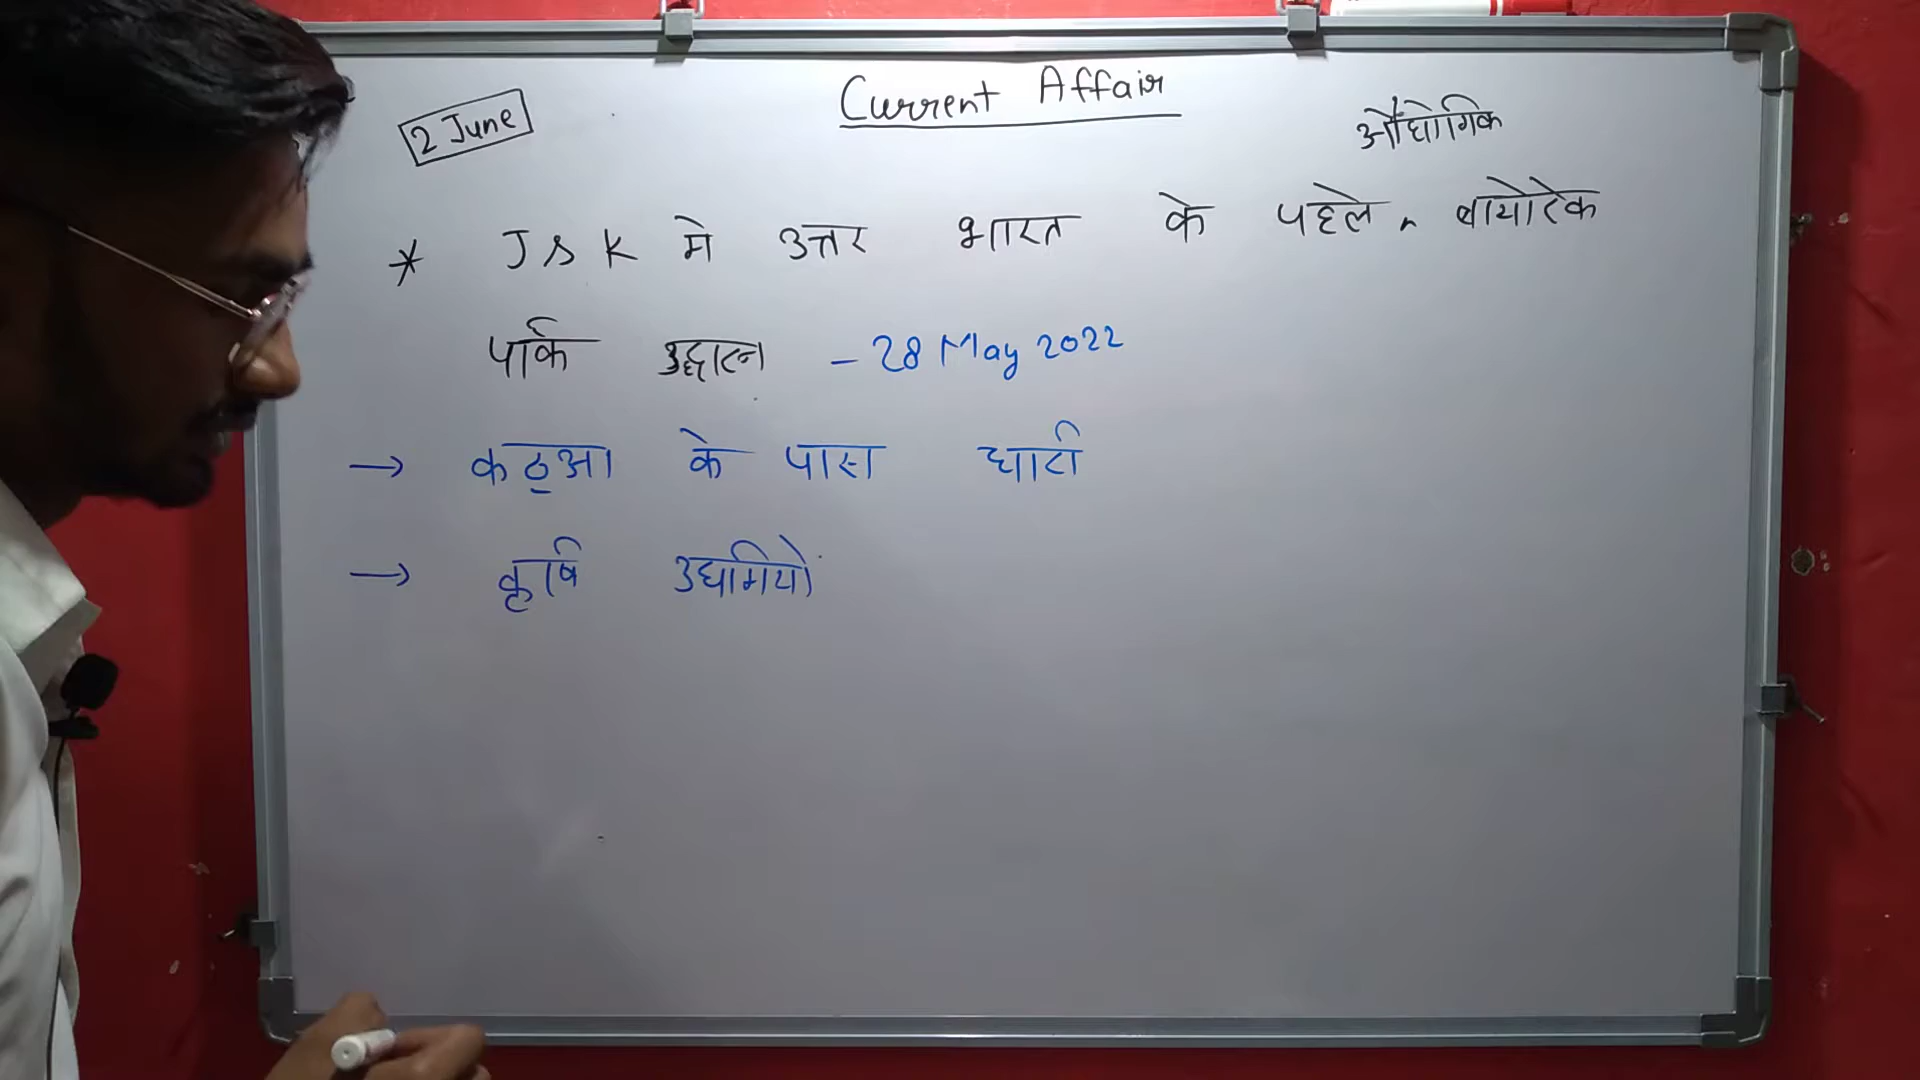 Current Affair
2 June
औद्योगिक
* J & K मे उत्तर भारत के पहले ^ बायोटेक
पार्क उद्घाटन - 28 May 2022
→ कठुआ के पास घाटी
→ कृषि उद्यमियो